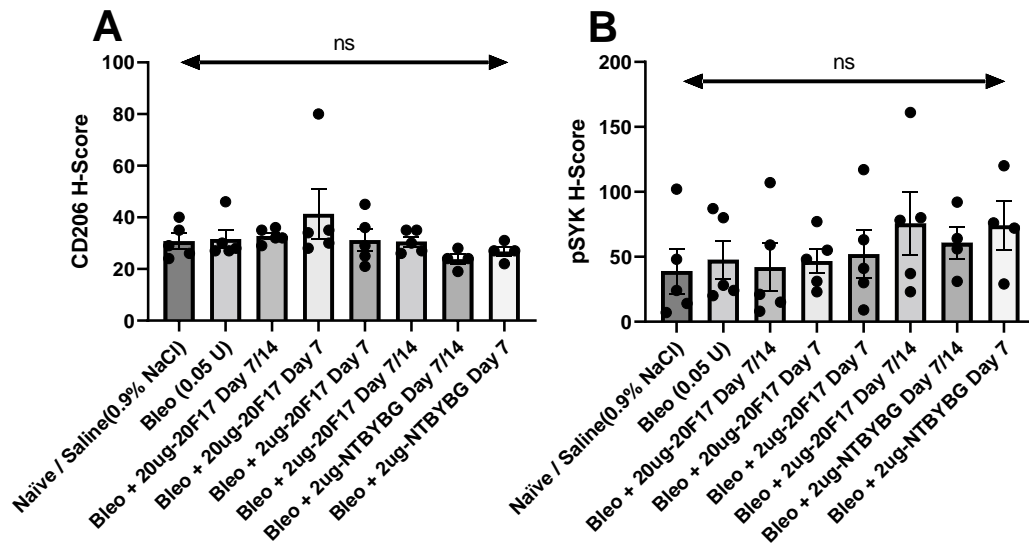 A
ns
100
80
60
40
20
0
CD206 H-Score
Naïve / Saline(0.9% NaCl)
Bleo (0.05 U)
Bleo + 20ug-20F17 Day 7/14
Bleo + 20ug-20F17 Day 7
Bleo + 2ug-20F17 Day 7
Bleo + 2ug-20F17 Day 7/14
Bleo + 2ug-NTBYBG Day 7/14
Bleo + 2ug-NTBYBG Day 7
B
ns
200
150
100
50
0
pSYK H-Score
Naïve / Saline(0.9% NaCl)
Bleo (0.05 U)
Bleo + 20ug-20F17 Day 7/14
Bleo + 20ug-20F17 Day 7
Bleo + 2ug-20F17 Day 7
Bleo + 2ug-20F17 Day 7/14
Bleo + 2ug-NTBYBG Day 7/14
Bleo + 2ug-NTBYBG Day 7